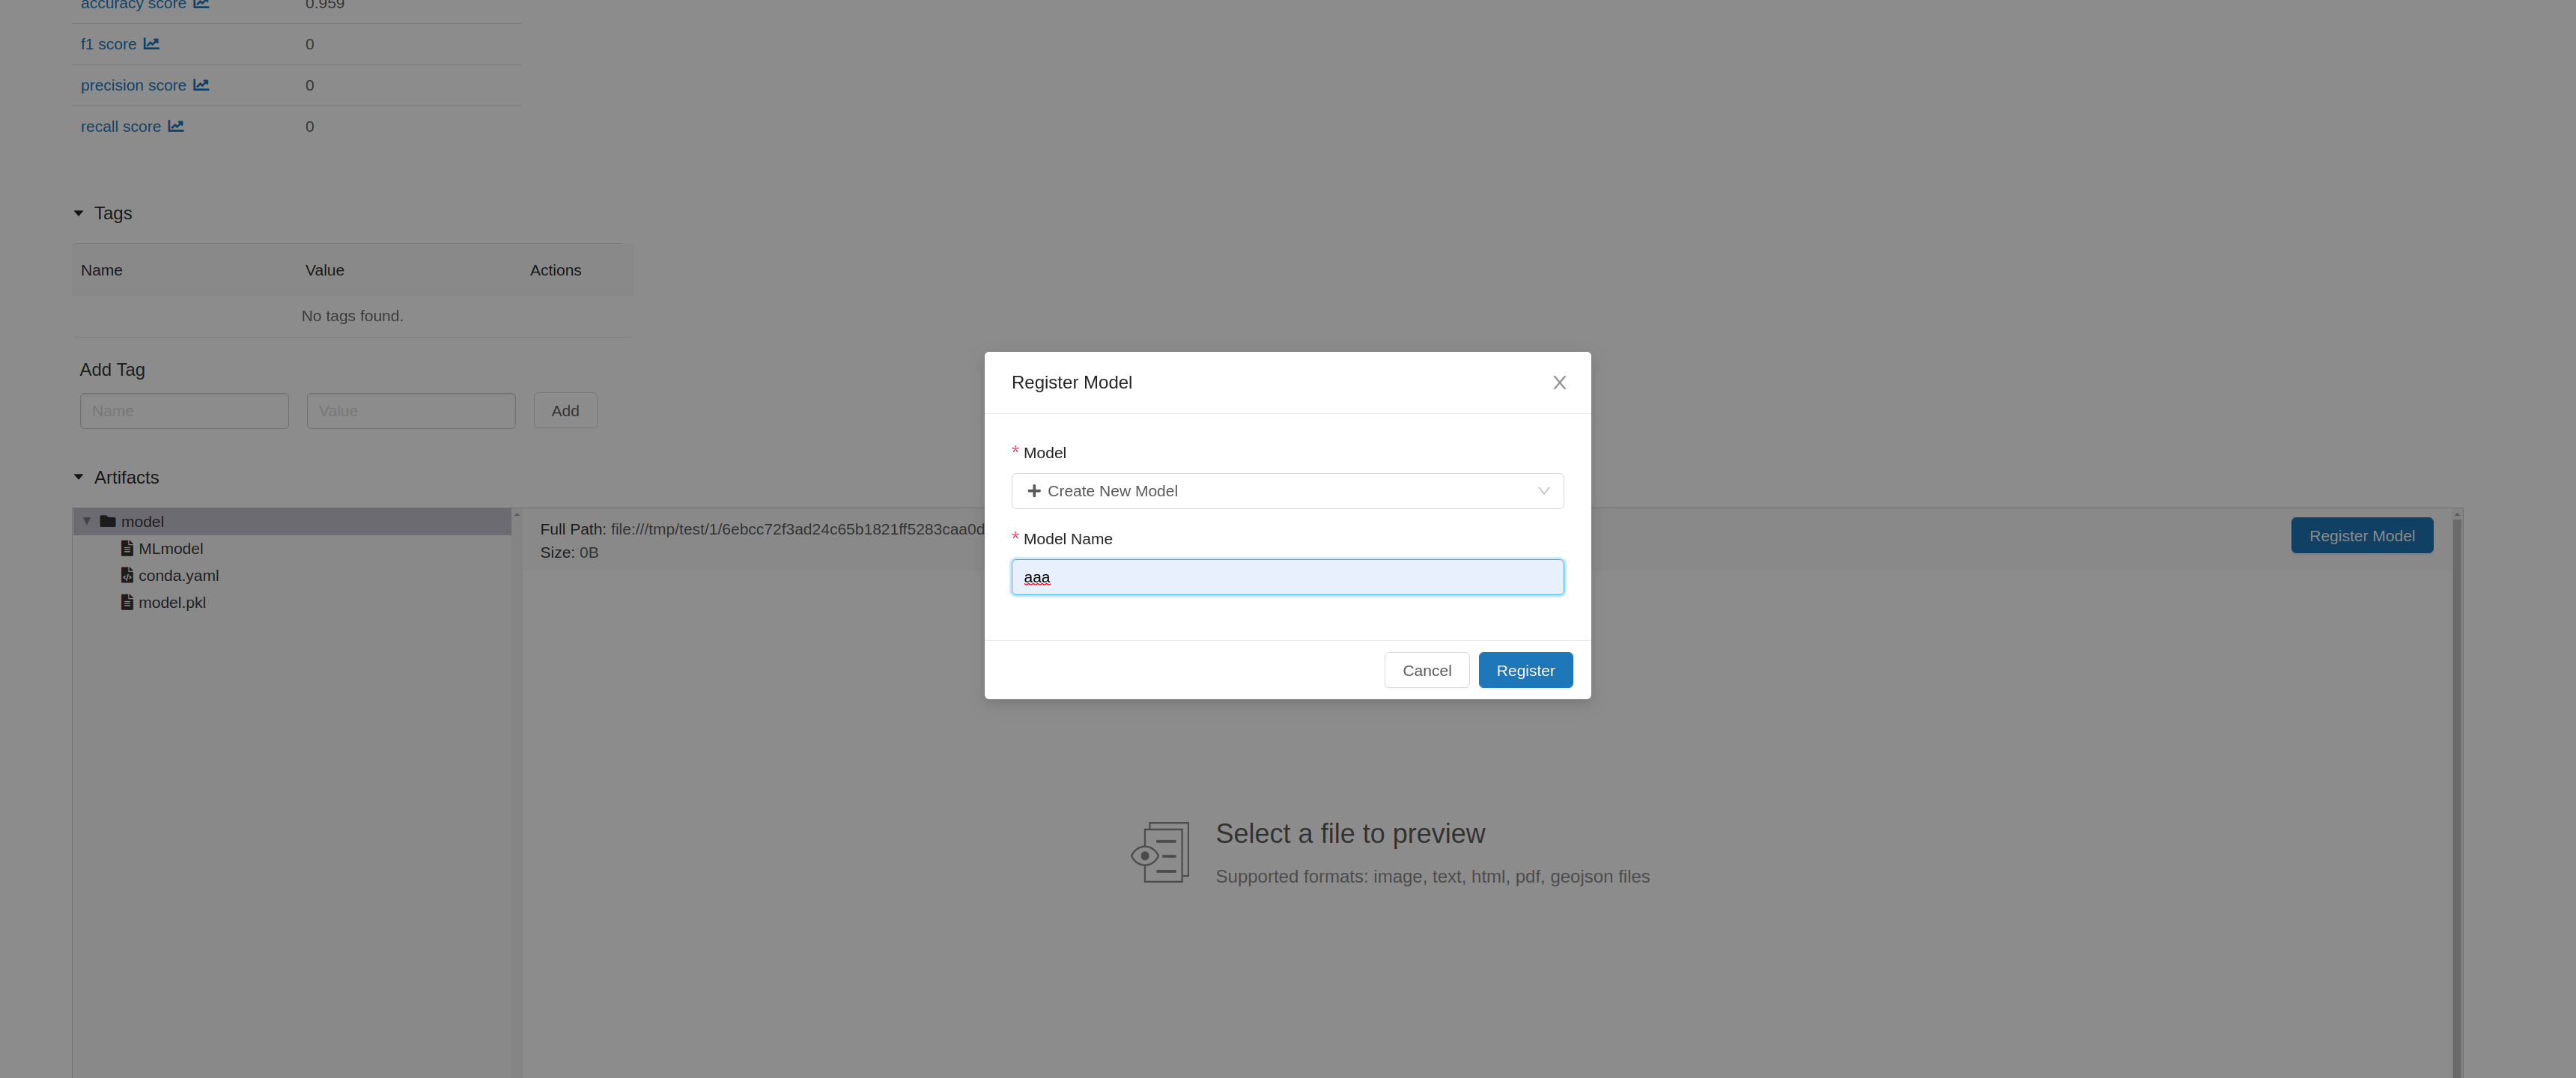 accuracy score 0.959
f1 score 0
precision score 0
recall score 0
Tags
Name Value Actions
No tags found.
Add Tag
Name Value Add
Artifacts
model
MLmodel
conda.yaml
model.pkl
Full Path: file:///tmp/test/1/6ebcc72f3ad24c65b1821ff5283caa0d
Size: 0B
Register Model
Register Model
* Model
Create New Model
* Model Name
aaa
Cancel Register
Select a file to preview
Supported formats: image, text, html, pdf, geojson files